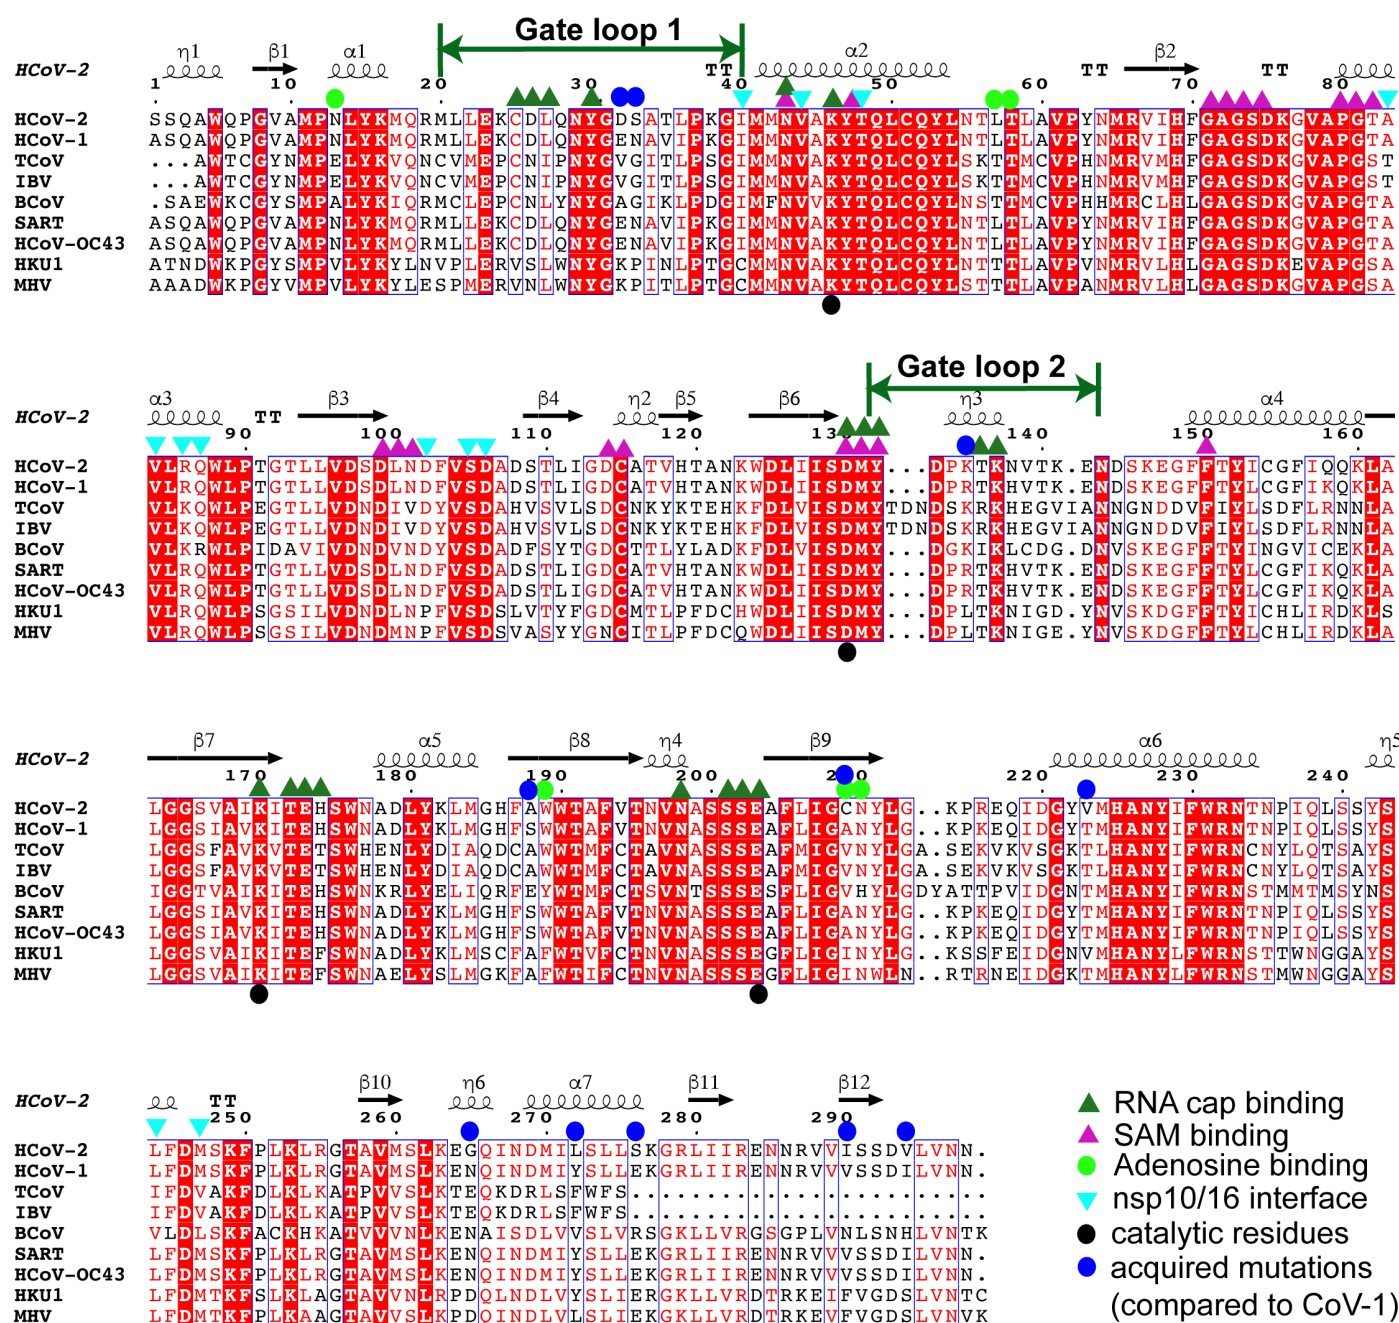 Gate loop 1
η1 β1 α1 α2 β2
HCoV-2 TT TT TT
1 10 20 30 40 50 60 70 80
HCoV-2 SSQAWQPGVAMPNLYKMQRMLLEKCDLQNYGDSATLPKGIMMNVAKYTQLCQYLNTLTLAVPYNMRVIHFGAGSDKGVAPGTA
HCoV-1 ASQAWQPGVAMPNLYKMQRMLLEKCDLQNYGENAVIPKGIMMNVAKYTQLCQYLNTLTLAVPYNMRVIHFGAGSDKGVAPGTA
TCoV ...AWTCGYNMPELYKMQNCVMEPCNIPNYGVGITLPSGIMMNVAKYTQLCQYLSKTTMCVPHNMRVMHFGAGSDKGVAPGST
IBV ...AWTCGYNMPELYKVQNCVMEPCNIPNYGVGITLPSGIMMNVAKYTQLCQYLSKTTMCVPHNMRVMHFGAGSDKGVAPGST
BCoV .SAEWKCGYSMPALYKIQRMCLEPCNLPNYGAGIKLPDGIMFNVVKYTQLCQYLNSTTMCVPHHMRCLHLGAGSDKGVAPGTA
SART ASQAWQPGVAMPNLYKMQRMLLEKCDLQNYGENAVIPKGIMMNVAKYTQLCQYLNTLTLAVPYNMRVIHFGAGSDKGVAPGTA
HCoV-OC43 ASQAWQPGVAMPNLYKMQRMLLEKCDLQNYGENAVIPKGIMMNVAKYTQLCQYLNTLTLAVPYNMRVIHFGAGSDKGVAPGTA
HKU1 ATNDWKPGYSMPVLYKYLNVPLERVSLWNYGKPINLPTGCMMNVAKYTQLCQYLNTTTLAVPVNMRVLHLGAGSDKEVAPGSA
MHV AAADWKPGYVMPVLYKYLESPMERVNLWNYGKPITLPTGCMMNVAKYTQLCQYLSTTTLAVPANMRVLHLGAGSDKGVAPGSA
Gate loop 2
α3 β3 β4 η2 β5 β6 η3 α4
HCoV-2 TT
90 100 110 120 130 140 150 160
HCoV-2 VLRQWLPTGTLLVDSDLNDFVSDADSTLIGDCATVHTANKWDLIISDMY...DPKTKNVTK.ENDSKEGFFTYICGFIQQKLA
HCoV-1 VLRQWLPTGTLLVDSDLNDFVSDADSTLIGDCATVHTANKWDLIISDMY...DPRTKHVTK.ENDSKEGFFTYLCGFIKQKLA
TCoV VLKQWLPEGTLLVDNDIVDYVSDAHVSVLSDCNKYKTEHKFDLVISDMYTDNDSKRKHEGVIANNGNDDVFIYLSDFLRNNLA
IBV VLKQWLPEGTLLVDNDIVDYVSDAHVSVLSDCNKYKTEHKFDLVISDMYTDNDSKRKHEGVIANNGNDDVFIYLSDFLRNNLA
BCoV VLKRWLPIDAVIVDNDVNDYVSDADFSYTGDCTTLYLADKFDLVISDMY...DGKIKLCDG.DNVSKEGFFTYINGVICEKLA
SART VLRQWLPTGTLLVDSDLNDFVSDADSTLIGDCATVHTANKWDLIISDMY...DPRTKHVTK.ENDSKEGFFTYLCGFIKQKLA
HCoV-OC43 VLRQWLPTGTLLVDSDLNDFVSDADSTLIGDCATVHTANKWDLIISDMY...DPRTKHVTK.ENDSKEGFFTYLCGFIKQKLA
HKU1 VLRQWLPSGSILVDNDLNPFVSDSLVTYFGDCMTLPFDCHWDLIISDMY...DPLTKNIGD.YNVSKDGFFTYICHLIRDKLS
MHV VLRQWLPSGSILVDNDMNPFVSDSVASYYGNCITLPFDCQWDLIISDMY...DPLTKNIGE.YNVSKDGFFTYLCHLIRDKLA
β7 α5 β8 η4 β9 α6 η5
HCoV-2
170 180 190 200 210 220 230 240
HCoV-2 LGGSVAIKITEHSWNADLYKLMGHFAWWTAFVTNVNASSSEAFLIGCNYLG..KPREQIDGYVMHANYIFWRNTNPIQLSSYS
HCoV-1 LGGSIAVKITEHSWNADLYKLMGHFSWWTAFVTNVNASSSEAFLIGANYLG..KPKEQIDGYTMHANYIFWRNTNPIQLSSYS
TCoV LGGSFAVKVTETSWHENLYDIAQDCAWWTMFCTAVNASSSEAFMIGVNYLGA.SEKVKVSGKTLHANYIFWRNCNYLQTSAYS
IBV LGGSFAVKVTETSWHENLYDIAQDCAWWTMFCTAVNASSSEAFMIGVNYLGA.SEKVKVSGKTLHANYIFWRNCNYLQTSAYS
BCoV IGGTVAIKITEHSWNKRLYELIQRFEYWTMFCTSVNTSSSESFLIGVHYLGDYATTPVIDGNTMHANYIFWRNSTMMTMSYNS
SART LGGSIAVKITEHSWNADLYKLMGHFSWWTAFVTNVNASSSEAFLIGANYLG..KPKEQIDGYTMHANYIFWRNTNPIQLSSYS
HCoV-OC43 LGGSIAVKITEHSWNADLYKLMGHFSWWTAFVTNVNASSSEAFLIGANYLG..KPKEQIDGYTMHANYIFWRNTNPIQLSSYS
HKU1 LGGSVAIKITEFSWNADLYKLMSCFAFWTVFCTNVNASSSEGFLIGINYLG..KSSFEIDGNVMHANYIFWRNSTTWNGGAYS
MHV LGGSVAIKITEFSWNAELYSLMGKFAFWTIFCTNVNASSSEGFLIGINWLN..RTRNEIDGKTMHANYLFWRNSTMWNGGAYS
β10 η6 α7 β11 β12
HCoV-2 TT
250 260 270 280 290
HCoV-2 LFDMSKFPLKLRGTAVMSLKEGQINDMILSLLSKGRLIIRENNRVVISSDVLVNN.
HCoV-1 LFDMSKFPLKLRGTAVMSLKENQINDMIYSLLEKGRLIIRENNRVVVSSDILVNN.
TCoV IFDVAKFDLKLKATPVVSLKTEQKDRLSFWFS........................
IBV IFDVAKFDLKLKATPVVSLKTEQKDRLSFWFS........................
BCoV VLDLSKFACKHKATVVVNLKENAISDLVVSLVRSGKLLVRGSGPLVNLSNHLVNTK
SART LFDMSKFPLKLRGTAVMSLKENQINDMIYSLLEKGRLIIRENNRVVVSSDILVNN.
HCoV-OC43 LFDMSKFPLKLRGTAVMSLKENQINDMIYSLLEKGRLIIRENNRVVVSSDILVNN.
HKU1 LFDMTKFSLKLAGTAVVNLRPDQLNDLVYSLIERGKLLVRDTRKEIFVGDSLVNTC
MHV LFDMTKFPLKAAGTAVVSLKPDQINDLVLSLIEKGKLLVRDTRKEVFVGDSLVNVK
RNA cap binding
SAM binding
Adenosine binding
nsp10/16 interface
catalytic residues
acquired mutations
(compared to CoV-1)